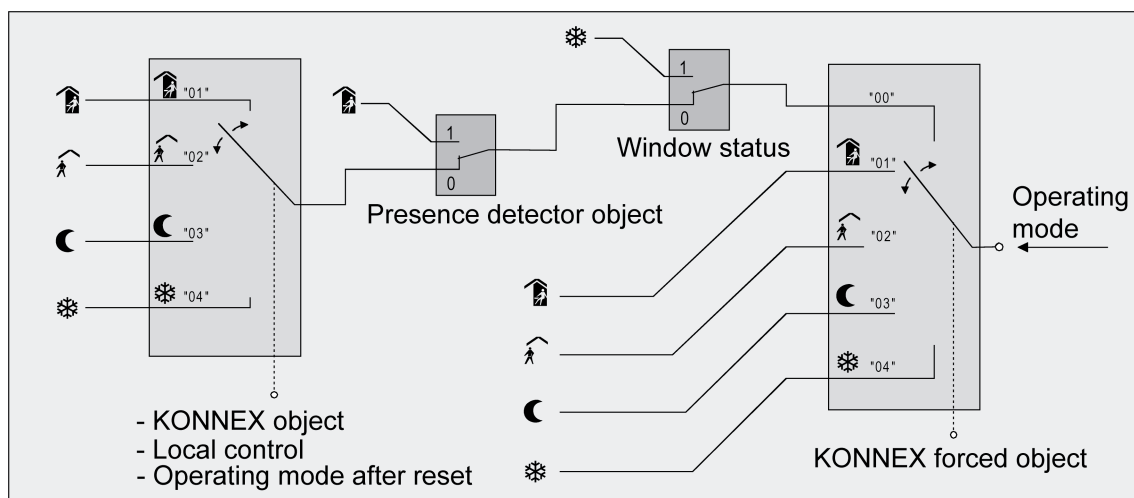 "01"
"02"
"03"
"04"
- KONNEX object
- Local control
- Operating mode after reset
1
0
Presence detector object
1
0
Window status
"00"
"01"
"02"
"03"
"04"
Operating
mode
KONNEX forced object